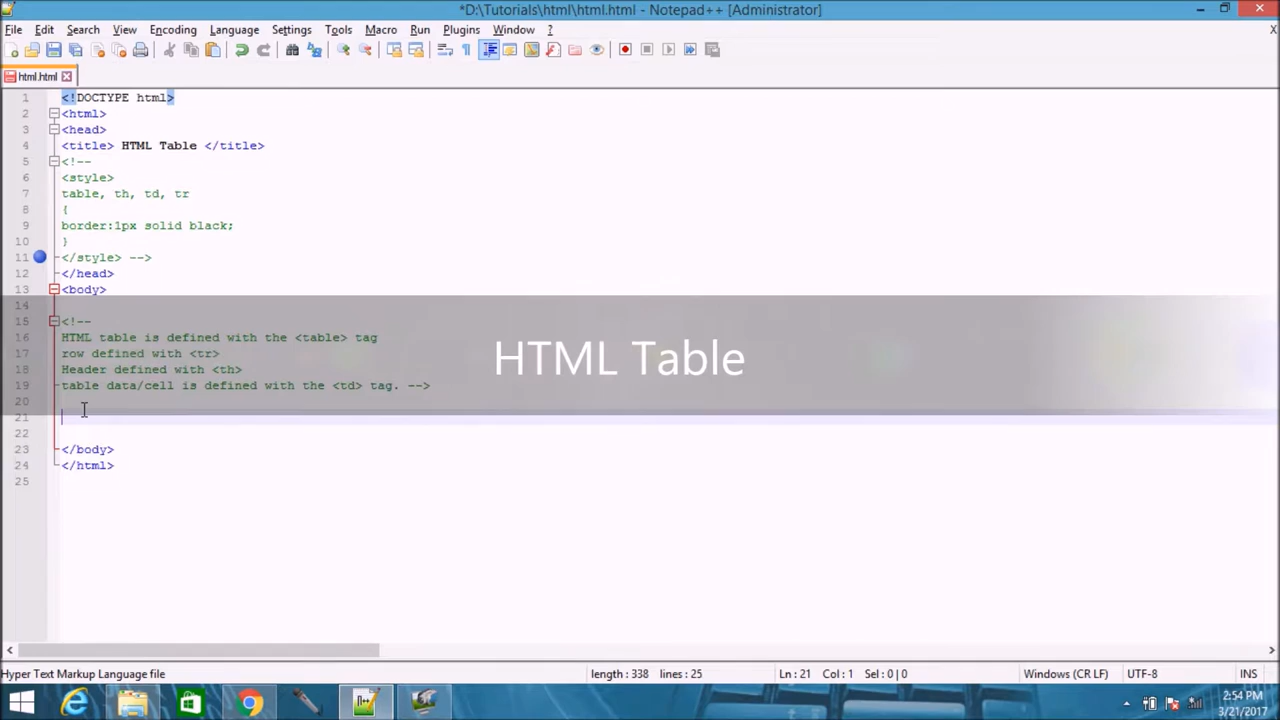 *D:\Tutorials\html\html.html - Notepad++ [Administrator]
File Edit Search View Encoding Language Settings Tools Macro Run Plugins Window ? X
html.html
1 <!DOCTYPE html>
2 <html>
3 <head>
4 <title> HTML Table </title>
5 <!--
6 <style>
7 table, th, td, tr
8 {
9 border:1px solid black;
10 }
11 </style> -->
12 </head>
13 <body>
14
15 <!--
16 HTML table is defined with the <table> tag
17 row defined with <tr>
18 Header defined with <th>
19 table data/cell is defined with the <td> tag. -->
20
21
22
23 </body>
24 </html>
25
HTML Table
Hyper Text Markup Language file length : 338 lines : 25 Ln : 21 Col : 1 Sel : 0 | 0 Windows (CR LF) UTF-8 INS
2:54 PM
3/21/2017